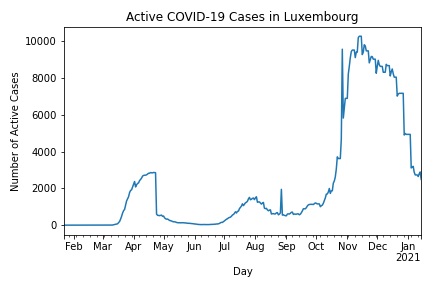 Active COVID-19 Cases in Luxembourg
Number of Active Cases
10000
8000
6000
4000
2000
0
Feb Mar Apr May Jun Jul Aug Sep Oct Nov Dec Jan
2021
Day